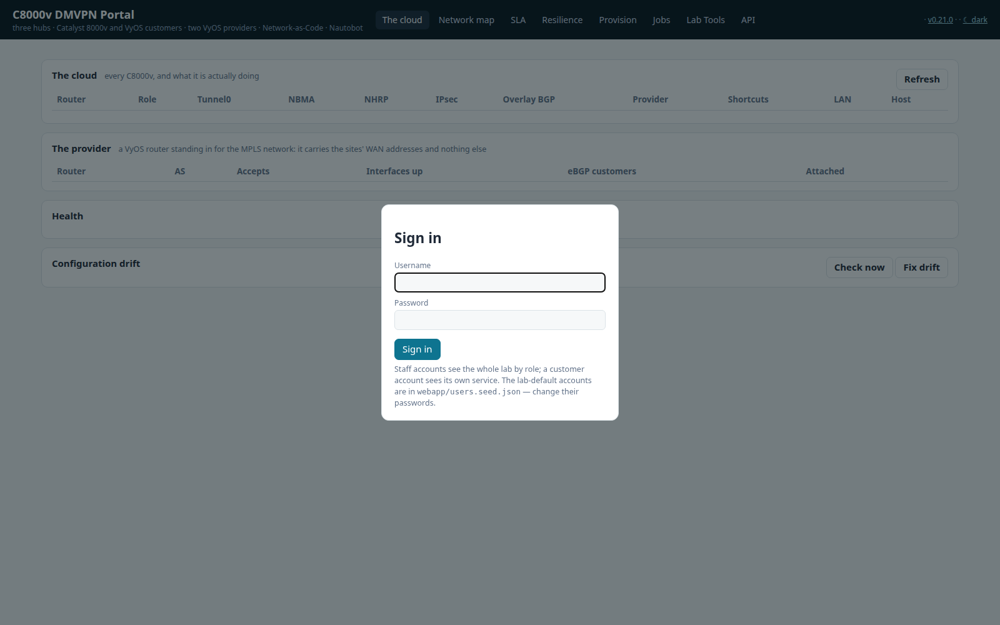 C8000v DMVPN Portal
three hubs · Catalyst 8000v and VyOS customers · two VyOS providers · Network-as-Code · Nautobot
The cloud Network map SLA Resilience Provision Jobs Lab Tools API
· v0.21.0 · · ☾ dark
The cloud every C8000v, and what it is actually doing
Refresh
Router Role Tunnel0 NBMA NHRP IPsec Overlay BGP Provider Shortcuts LAN Host
The provider a VyOS router standing in for the MPLS network: it carries the sites' WAN addresses and nothing else
Router AS Accepts Interfaces up eBGP customers Attached
Health
Configuration drift
Check now Fix drift
Sign in
Username
Password
Sign in
Staff accounts see the whole lab by role; a customer
account sees its own service. The lab-default accounts
are in webapp/users.seed.json — change their
passwords.